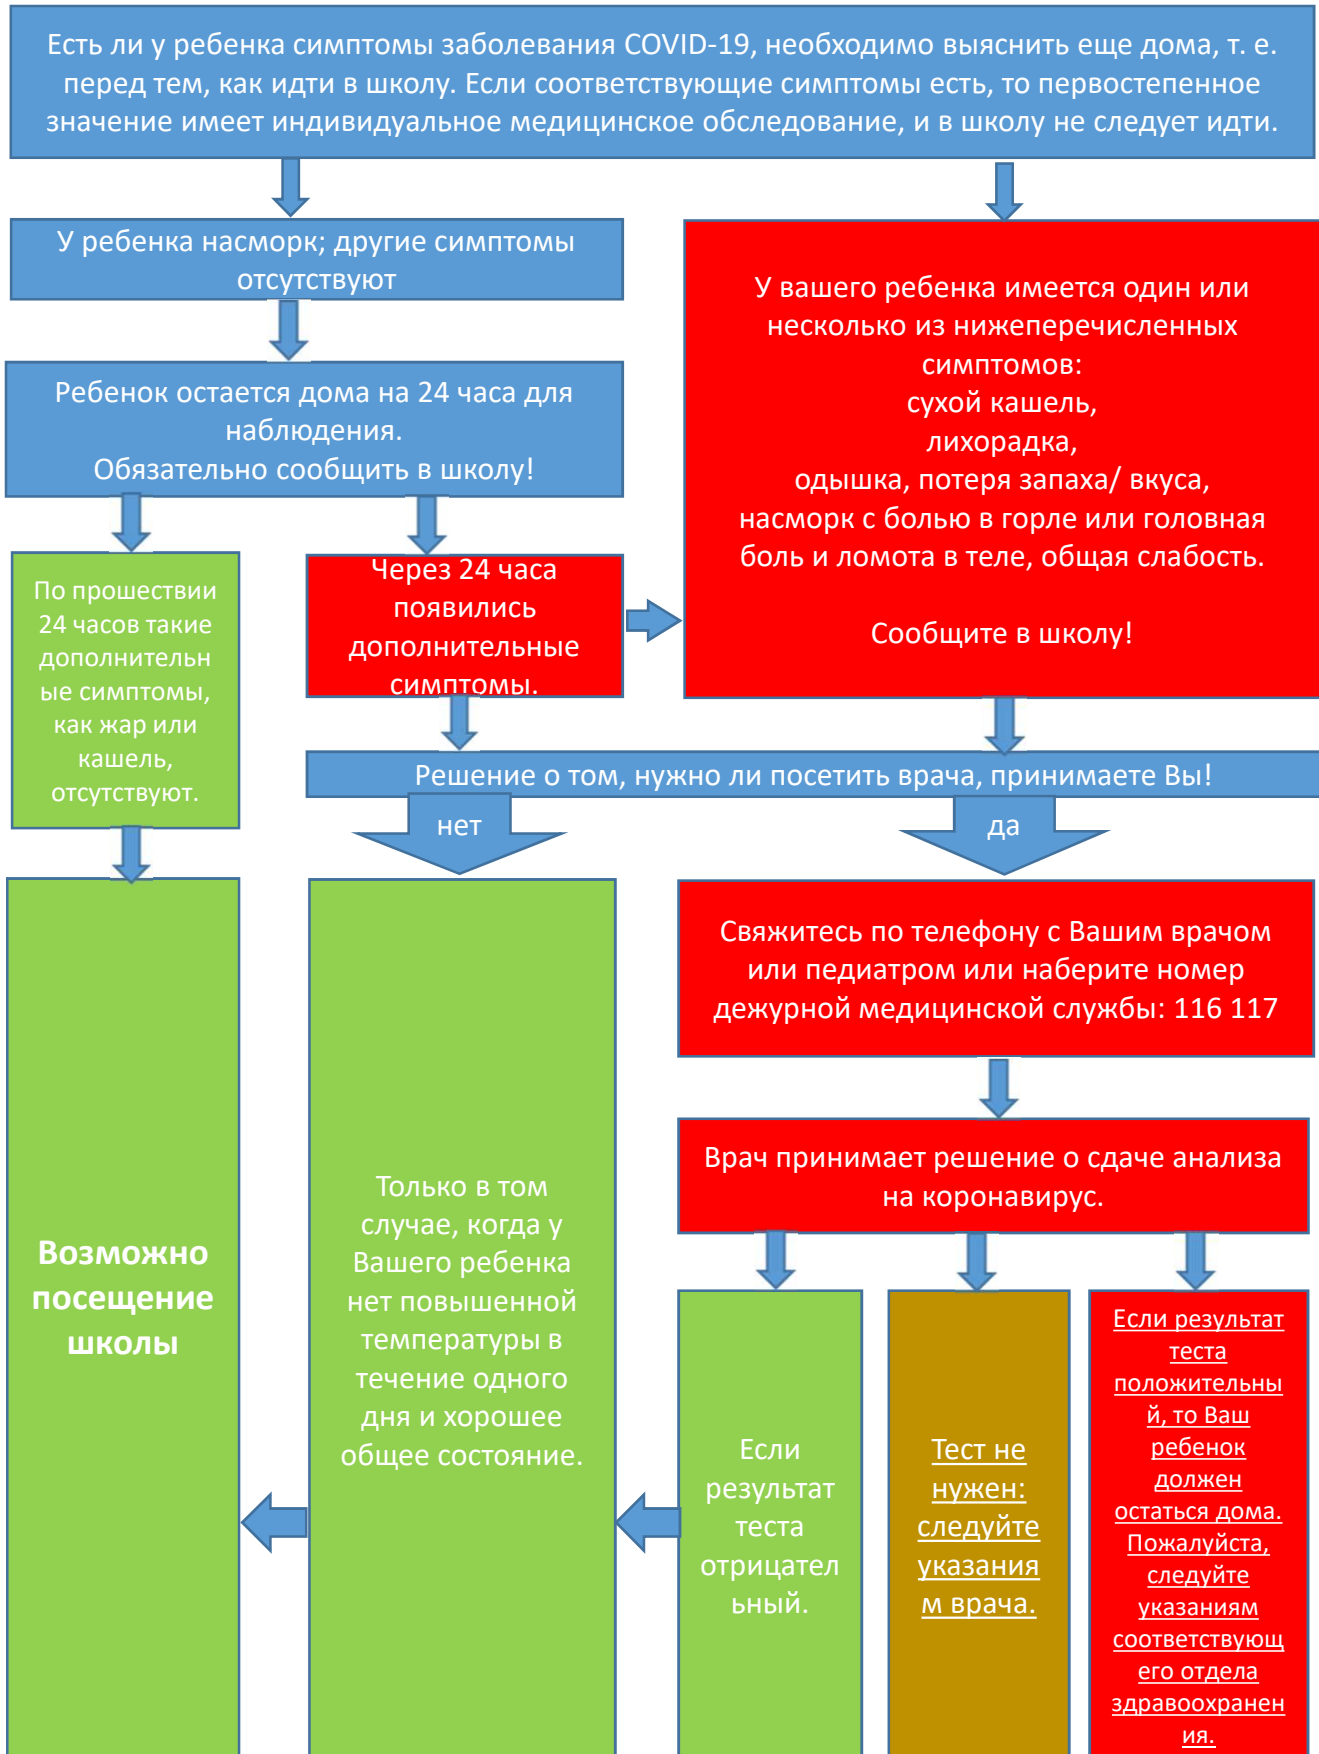 Есть ли у ребенка симптомы заболевания COVID-19, необходимо выяснить еще дома, т. е.
перед тем, как идти в школу. Если соответствующие симптомы есть, то первостепенное
значение имеет индивидуальное медицинское обследование, и в школу не следует идти.
У ребенка насморк; другие симптомы
отсутствуют
Ребенок остается дома на 24 часа для
наблюдения.
Обязательно сообщить в школу!
У вашего ребенка имеется один или
несколько из нижеперечисленных
симптомов:
сухой кашель,
лихорадка,
одышка, потеря запаха/ вкуса,
насморк с болью в горле или головная
боль и ломота в теле, общая слабость.
Сообщите в школу!
По прошествии
24 часов такие
дополнительн
ые симптомы,
как жар или
кашель,
отсутствуют.
Через 24 часа
появились
дополнительные
симптомы.
Решение о том, нужно ли посетить врача, принимаете Вы!
нет
да
Возможно
посещение
школы
Только в том
случае, когда у
Вашего ребенка
нет повышенной
температуры в
течение одного
дня и хорошее
общее состояние.
Свяжитесь по телефону с Вашим врачом
или педиатром или наберите номер
дежурной медицинской службы: 116 117
Врач принимает решение о сдаче анализа
на коронавирус.
Если
результат
теста
отрицател
ьный.
Тест не
нужен:
следуйте
указания
м врача.
Если результат
теста
положительны
й, то Ваш
ребенок
должен
остаться дома.
Пожалуйста,
следуйте
указаниям
соответствующ
его отдела
здравоохранен
ия.